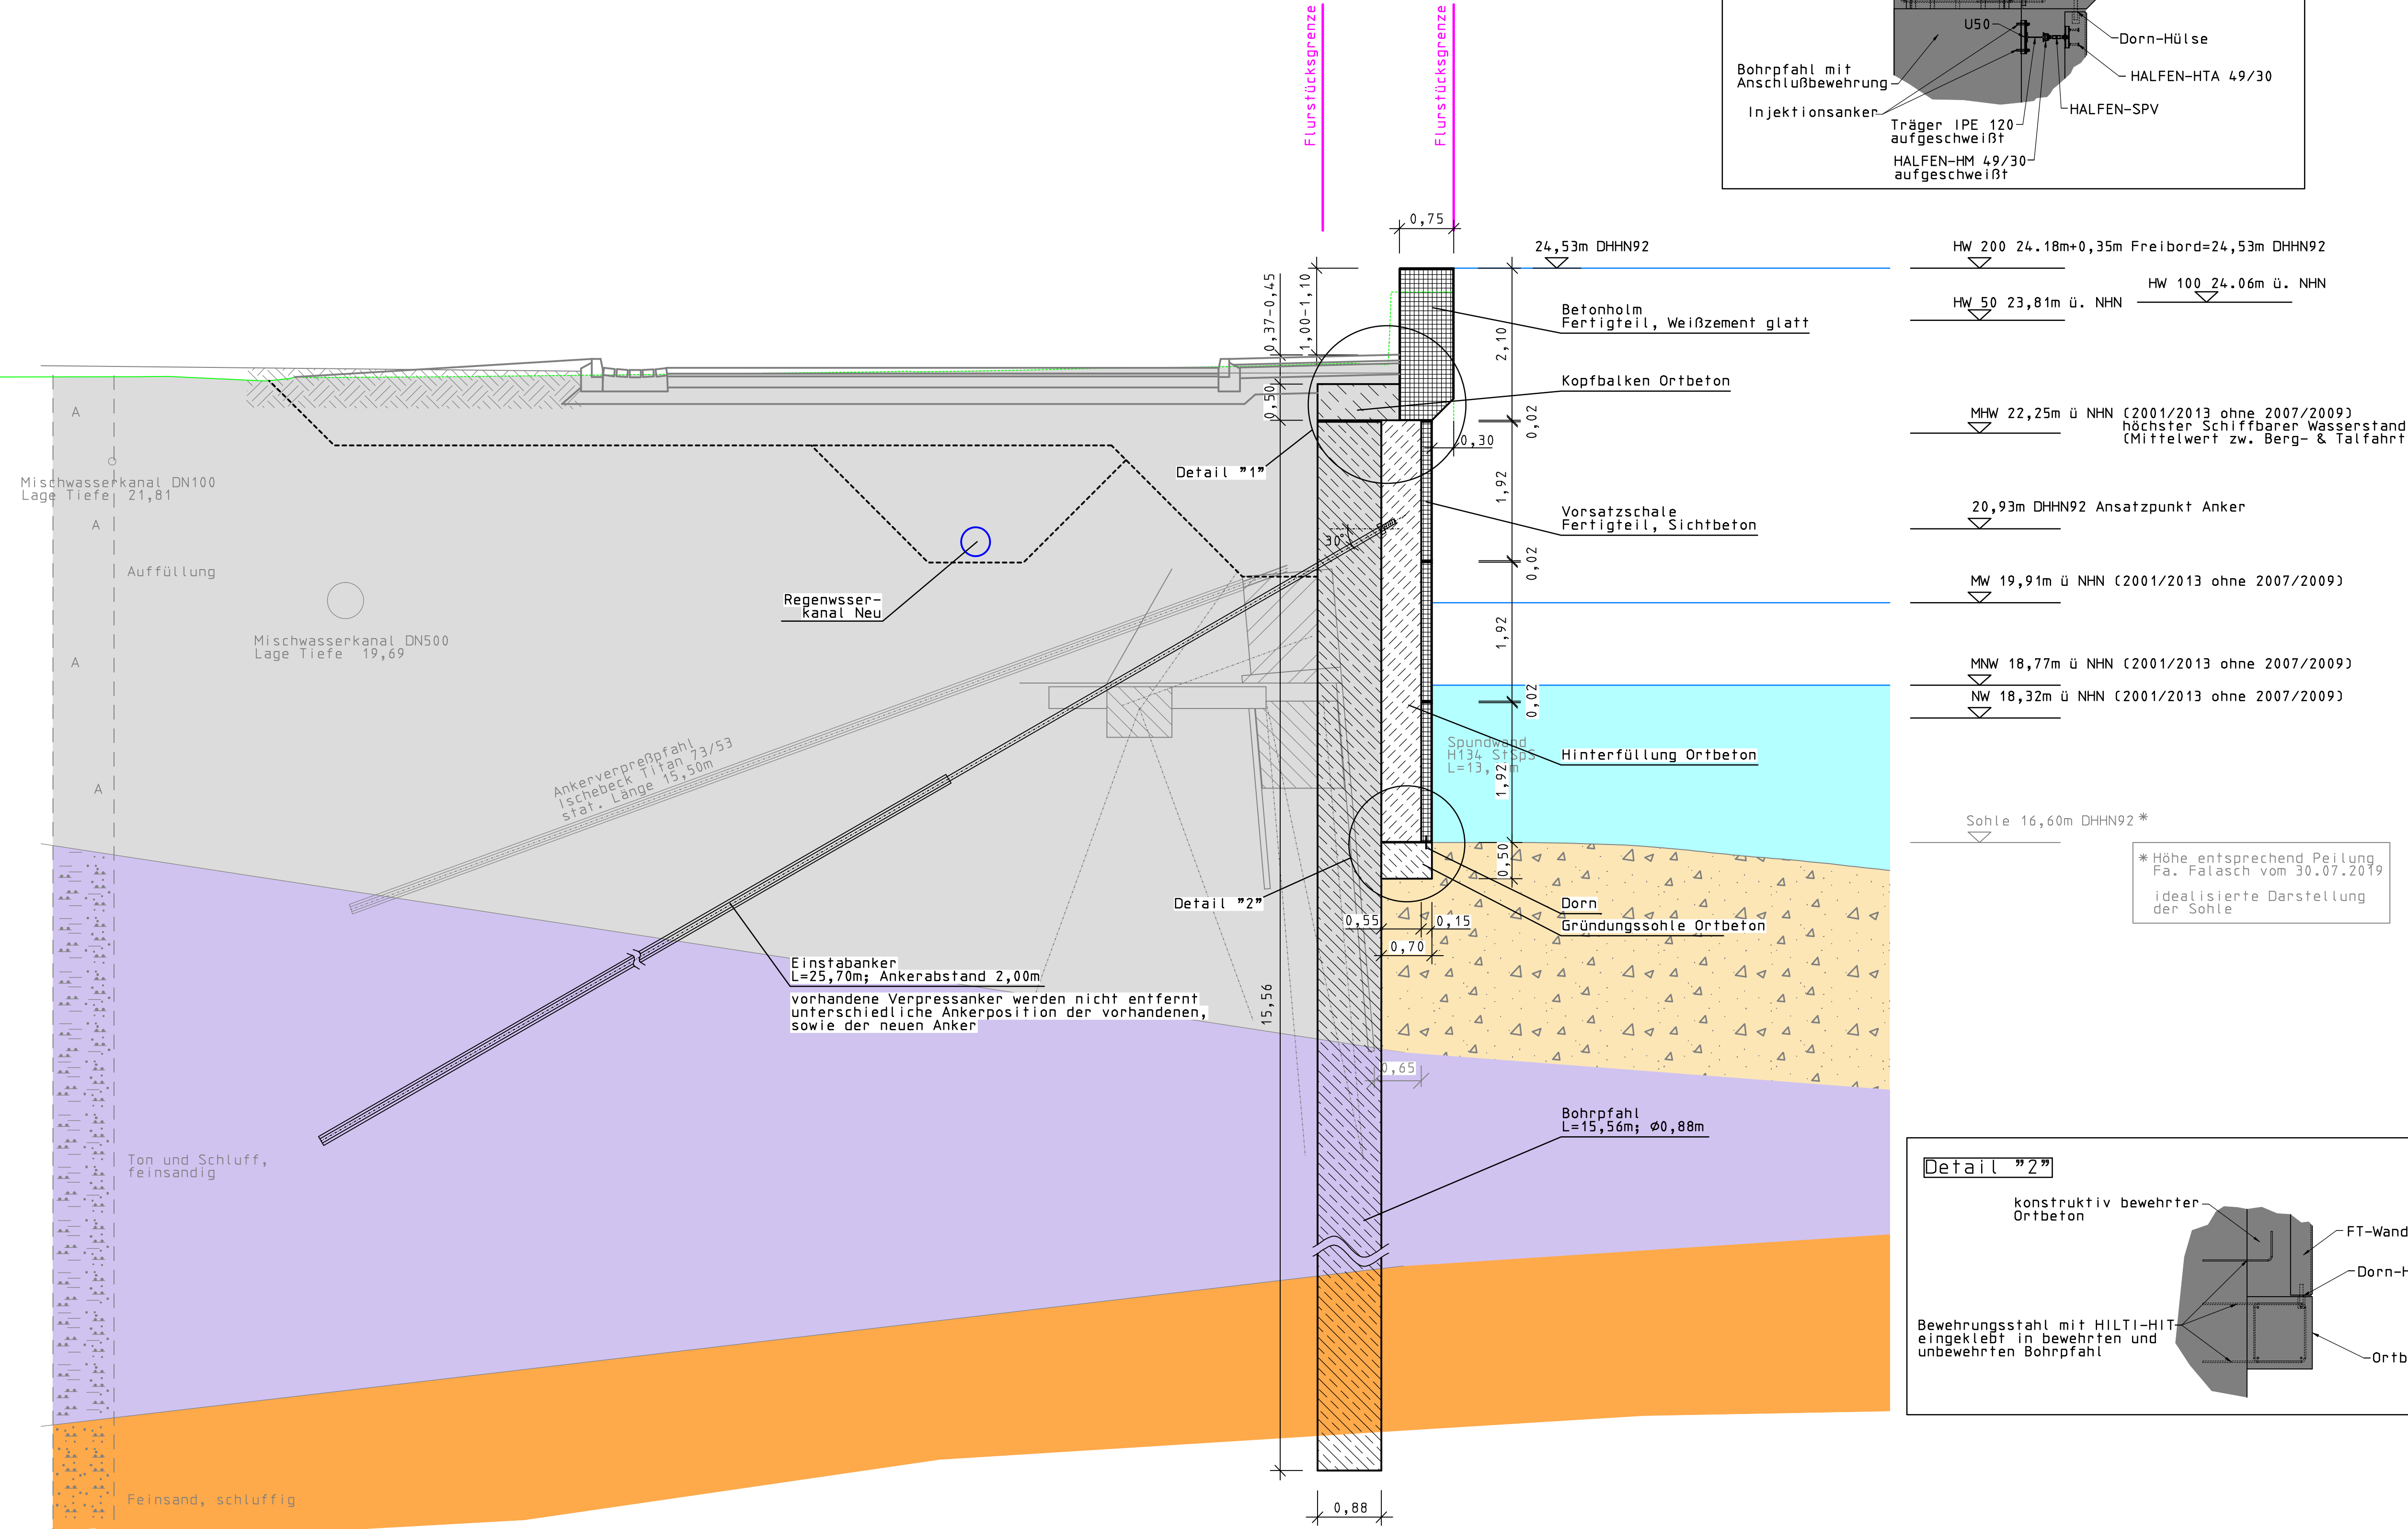 Flurstücksgrenze
Flurstücksgrenze
U50
Dorn-Hülse
Bohrpfahl mit
Anschlußbewehrung
HALFEN-HTA 49/30
Injektionsanker
HALFEN-SPV
Träger IPE 120
aufgeschweißt
HALFEN-HM 49/30
aufgeschweißt
0,75
24,53m DHHN92
HW 200 24.18m+0,35m Freibord=24,53m DHHN92
HW 100 24.06m ü. NHN
HW 50 23,81m ü. NHN
0,37-0,45
1,00-1,10
0,50
2,10
0,02
0,30
1,92
0,02
1,92
0,02
1,92
0,50
Betonholm
Fertigteil, Weißzement glatt
Kopfbalken Ortbeton
MHW 22,25m ü NHN (2001/2013 ohne 2007/2009)
höchster Schiffbarer Wasserstand
(Mittelwert zw. Berg- & Talfahrt
Detail "1"
20,93m DHHN92 Ansatzpunkt Anker
Vorsatzschale
Fertigteil, Sichtbeton
30°
MW 19,91m ü NHN (2001/2013 ohne 2007/2009)
MNW 18,77m ü NHN (2001/2013 ohne 2007/2009)
NW 18,32m ü NHN (2001/2013 ohne 2007/2009)
A
Mischwasserkanal DN100
Lage Tiefe 21,81
A
Auffüllung
Mischwasserkanal DN500
Lage Tiefe 19,69
A
A
Regenwsser-
kanal Neu
Ankerverpreßpfahl
Ischebeck Titan 73/53
stat. Länge 15,50m
Spundwand
H134 StSpS
L=13, m
Hinterfüllung Ortbeton
Sohle 16,60m DHHN92 *
* Höhe entsprechend Peilung
Fa. Falasch vom 30.07.2019
idealisierte Darstellung
der Sohle
Detail "2"
Dorn
Gründungssohle Ortbeton
0,55
0,15
0,70
Einstabanker
L=25,70m; Ankerabstand 2,00m
vorhandene Verpressanker werden nicht entfernt
unterschiedliche Ankerposition der vorhandenen,
sowie der neuen Anker
15,56
0,65
Bohrpfahl
L=15,56m; Ø0,88m
Ton und Schluff,
feinsandig
Feinsand, schluffig
0,88
Detail "2"
konstruktiv bewehrter
Ortbeton
FT-Wand
Dorn-H
Bewehrungsstahl mit HILTI-HIT
eingeklebt in bewehrten und
unbewehrten Bohrpfahl
Ortb